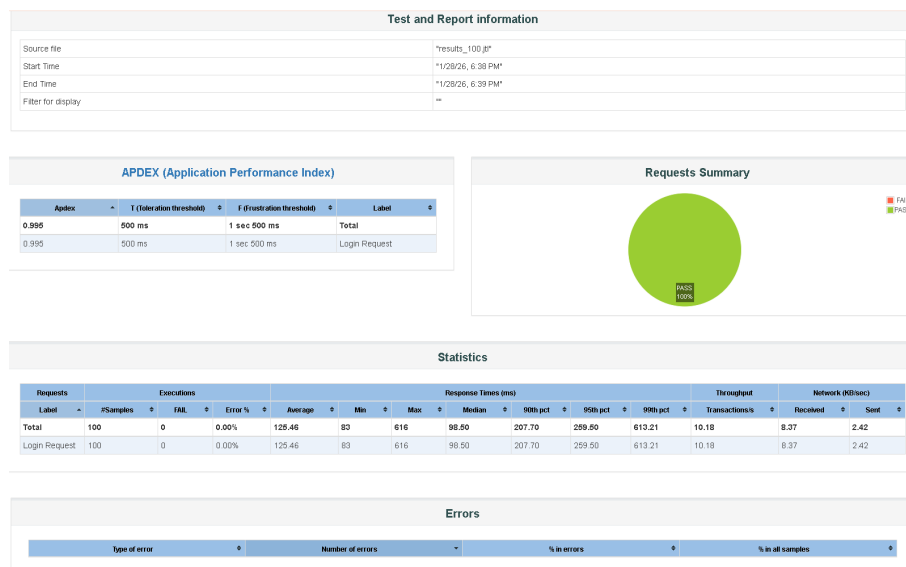 Test and Report information
Source file "results_100.jtl"
Start Time "1/28/26, 6:38 PM"
End Time "1/28/26, 6:39 PM"
Filter for display ""
APDEX (Application Performance Index)
Apdex T (Toleration threshold) F (Frustration threshold) Label
0.995 500 ms 1 sec 500 ms Total
0.995 500 ms 1 sec 500 ms Login Request
Requests Summary
FAI
PAS
PASS
100%
Statistics
Requests Executions Response Times (ms) Throughput Network (KB/sec)
Label #Samples FAIL Error % Average Min Max Median 90th pct 95th pct 99th pct Transactions/s Received Sent
Total 100 0 0.00% 125.46 83 616 98.50 207.70 259.50 613.21 10.18 8.37 2.42
Login Request 100 0 0.00% 125.46 83 616 98.50 207.70 259.50 613.21 10.18 8.37 2.42
Errors
Type of error Number of errors % in errors % in all samples